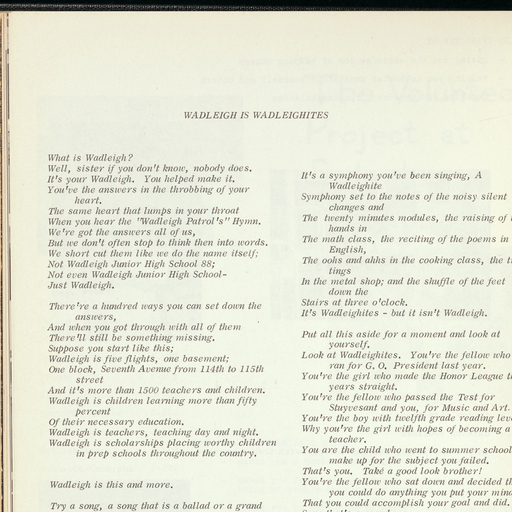 WADLEIGH IS WADLEIGHITES
What is Wadleigh?
Well, sister if you don't know, nobody does.
It's your Wadleigh. You helped make it.
You've the answers in the throbbing of your
heart.
The same heart that lumps in your throat
When you hear the "Wadleigh Patrol's" Hymn.
We've got the answers all of us,
But we don't often stop to think then into words.
We short cut them like we do the name itself;
Not Wadleigh Junior High School 88;
Not even Wadleigh Junior High School-
Just Wadleigh.
There're a hundred ways you can set down the
answers,
And when you got through with all of them
There'll still be something missing.
Suppose you start like this;
Wadleigh is five flights, one basement;
One block, Seventh Avenue from 114th to 115th
street
And it's more than 1500 teachers and children.
Wadleigh is children learning more than fifty
percent
Of their necessary education.
Wadleigh is teachers, teaching day and night.
Wadleigh is scholarships placing worthy children
in prep schools throughout the country.
Wadleigh is this and more.
Try a song, a song that is a ballad or a grand
It's a symphony you've been singing, A
Wadleighite
Symphony set to the notes of the noisy silent
changes and
The twenty minutes modules, the raising of
hands in
The math class, the reciting of the poems in
English,
The oohs and ahhs in the cooking class, the
tings
In the metal shop; and the shuffle of the feet
down the
Stairs at three o'clock.
It's Wadleighites - but it isn't Wadleigh.
Put all this aside for a moment and look at
yourself.
Look at Wadleighites. You're the fellow who
ran for G. O. President last year.
You're the girl who made the Honor League
years straight.
You're the fellow who passed the Test for
Stuyvesant and you, for Music and Art.
You're the boy with twelfth grade reading
Why you're the girl with hopes of becoming a
teacher.
You are the child who went to summer school
make up for the subject you failed.
That's you. Take a good look brother!
You're the fellow who sat down and decided
you could do anything you put your
That you could accomplish your goal and did.